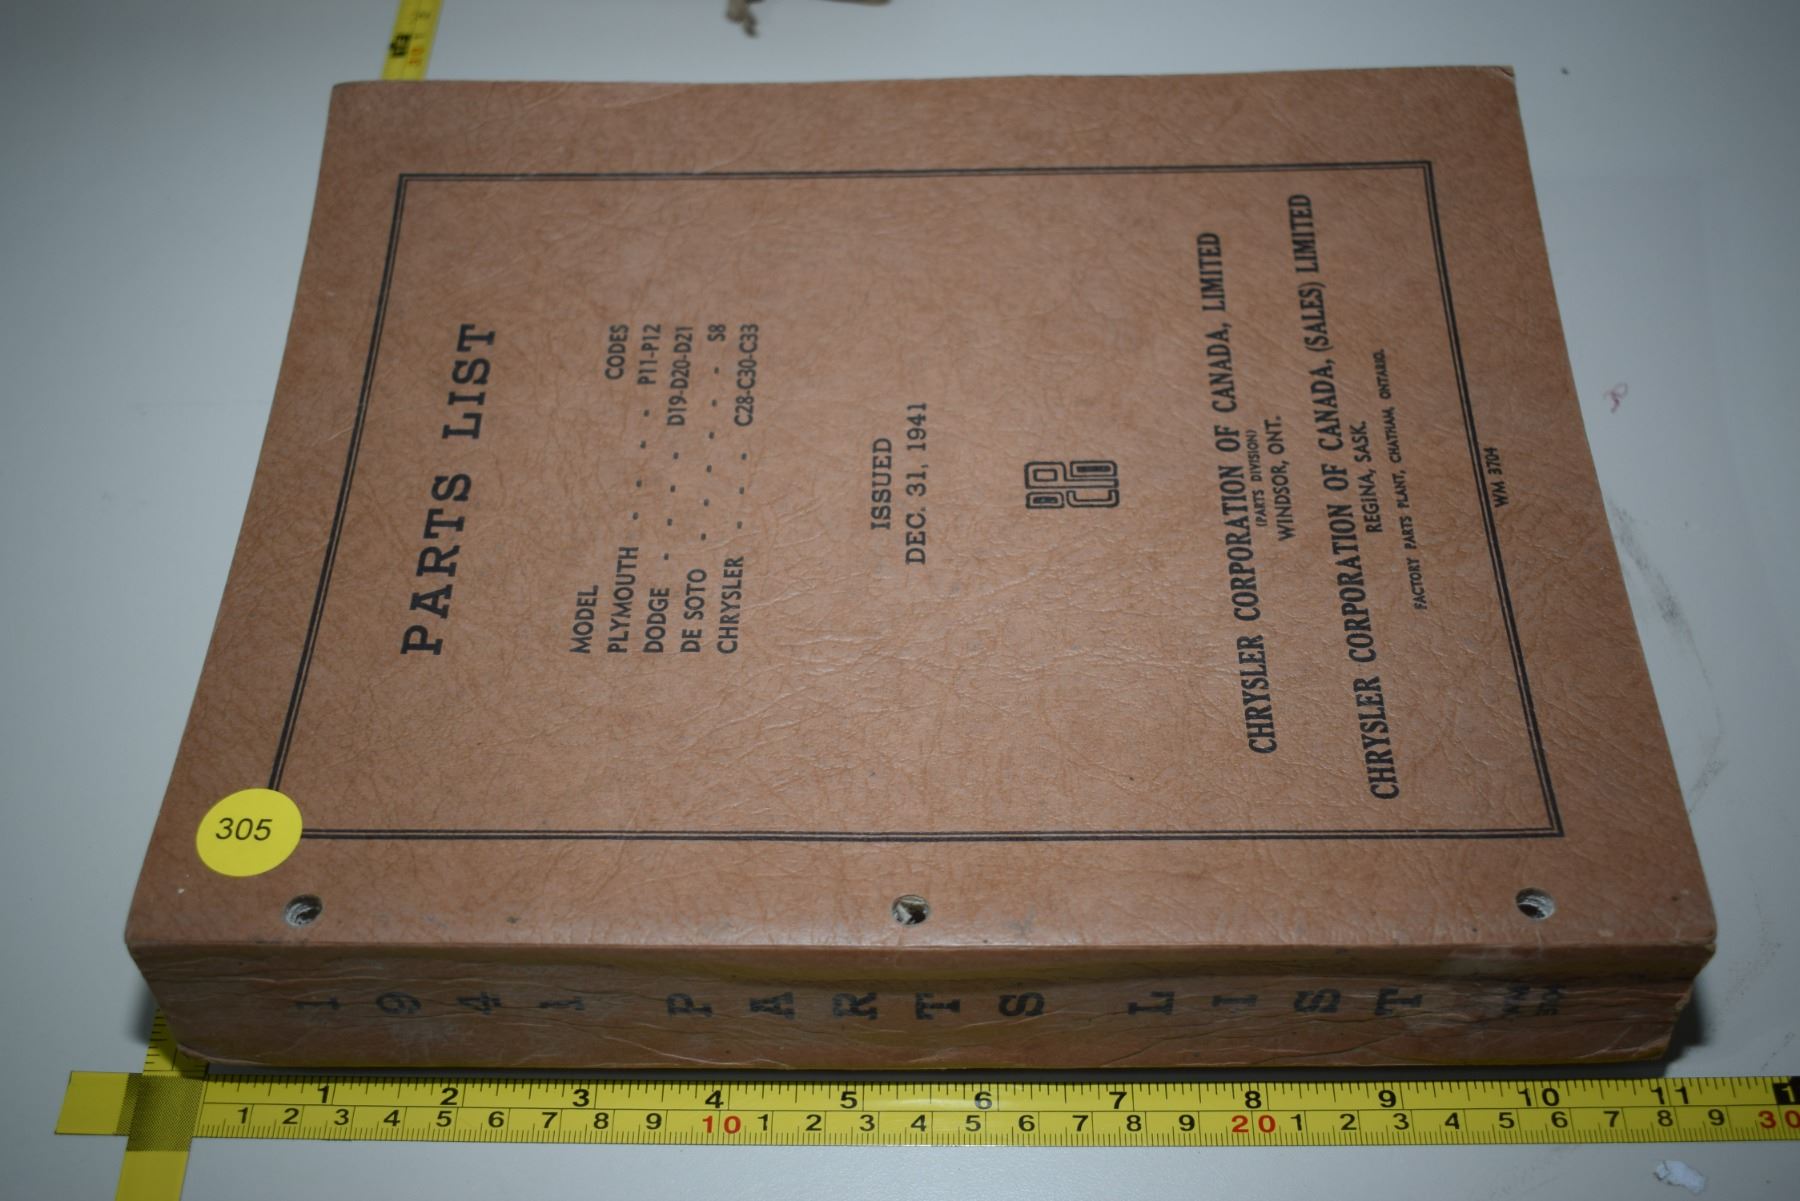 PARTS LIST
MODEL CODES
PLYMOUTH - - - - P11-P12
DODGE - - - - D19-D20-D21
DE SOTO - - - - - - S8
CHRYSLER - - - C28-C30-C33
ISSUED
DEC. 31, 1941
CHRYSLER CORPORATION OF CANADA, LIMITED
(PARTS DIVISION)
WINDSOR, ONT.
CHRYSLER CORPORATION OF CANADA, (SALES) LIMITED
REGINA, SASK.
FACTORY PARTS PLANT, CHATHAM, ONTARIO.
WM 3704
305
1941 PARTS LIST
1 2 3 4 5 6 7 8 9 10 11
1 2 3 4 5 6 7 8 9 10 1 2 3 4 5 6 7 8 9 20 1 2 3 4 5 6 7 8 9 30